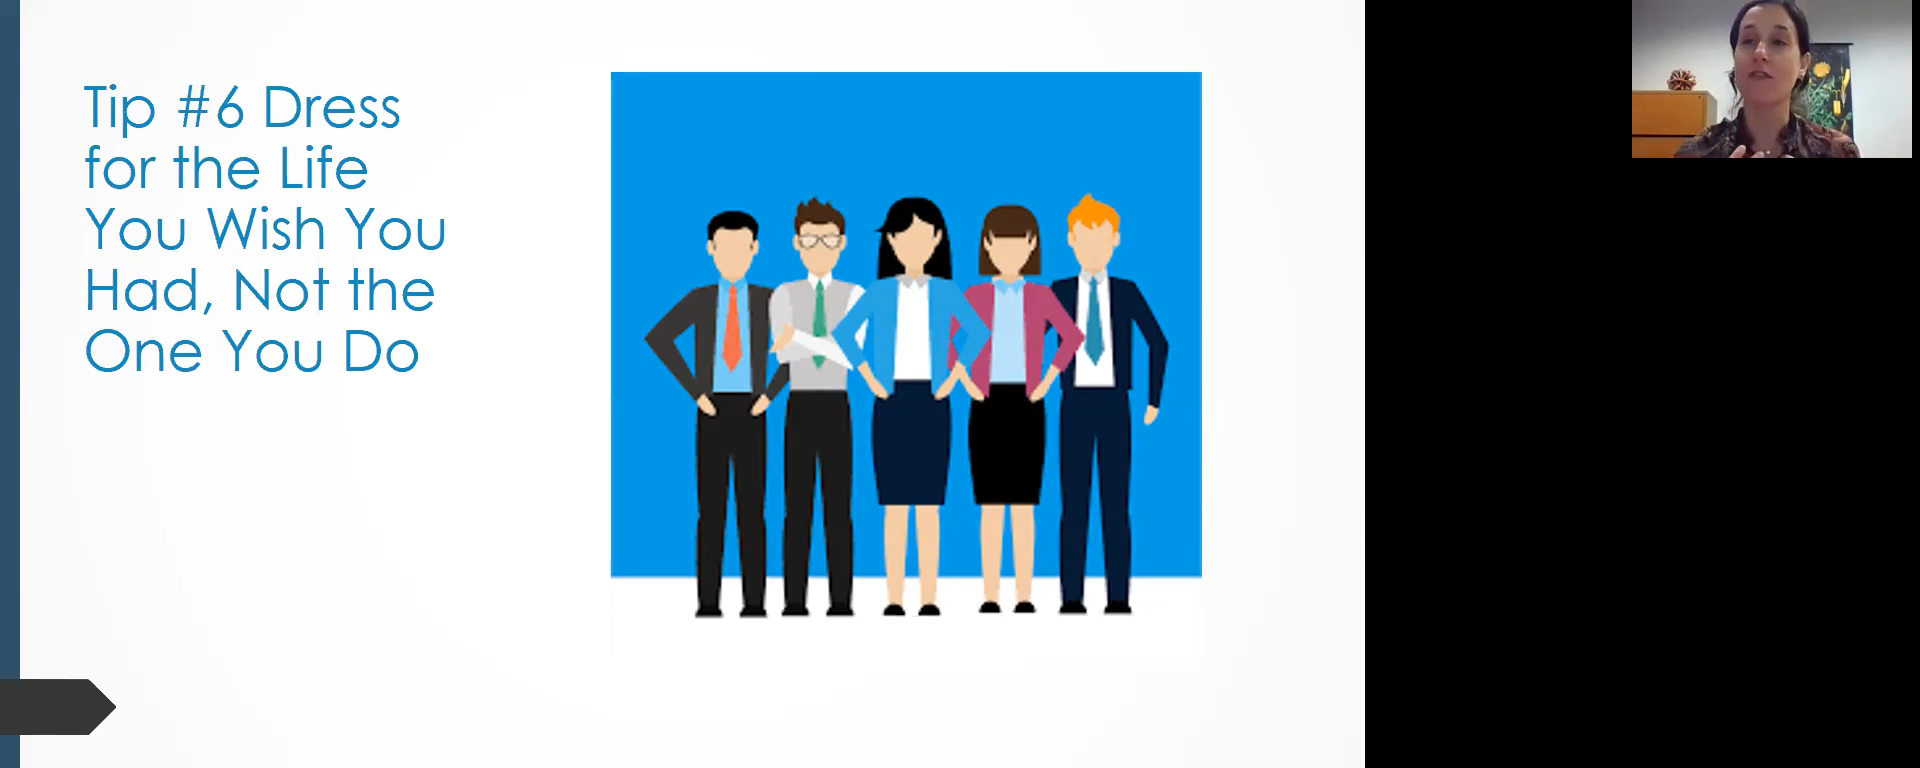 Tip #6 Dress
for the Life
You Wish You
Had, Not the
One You Do